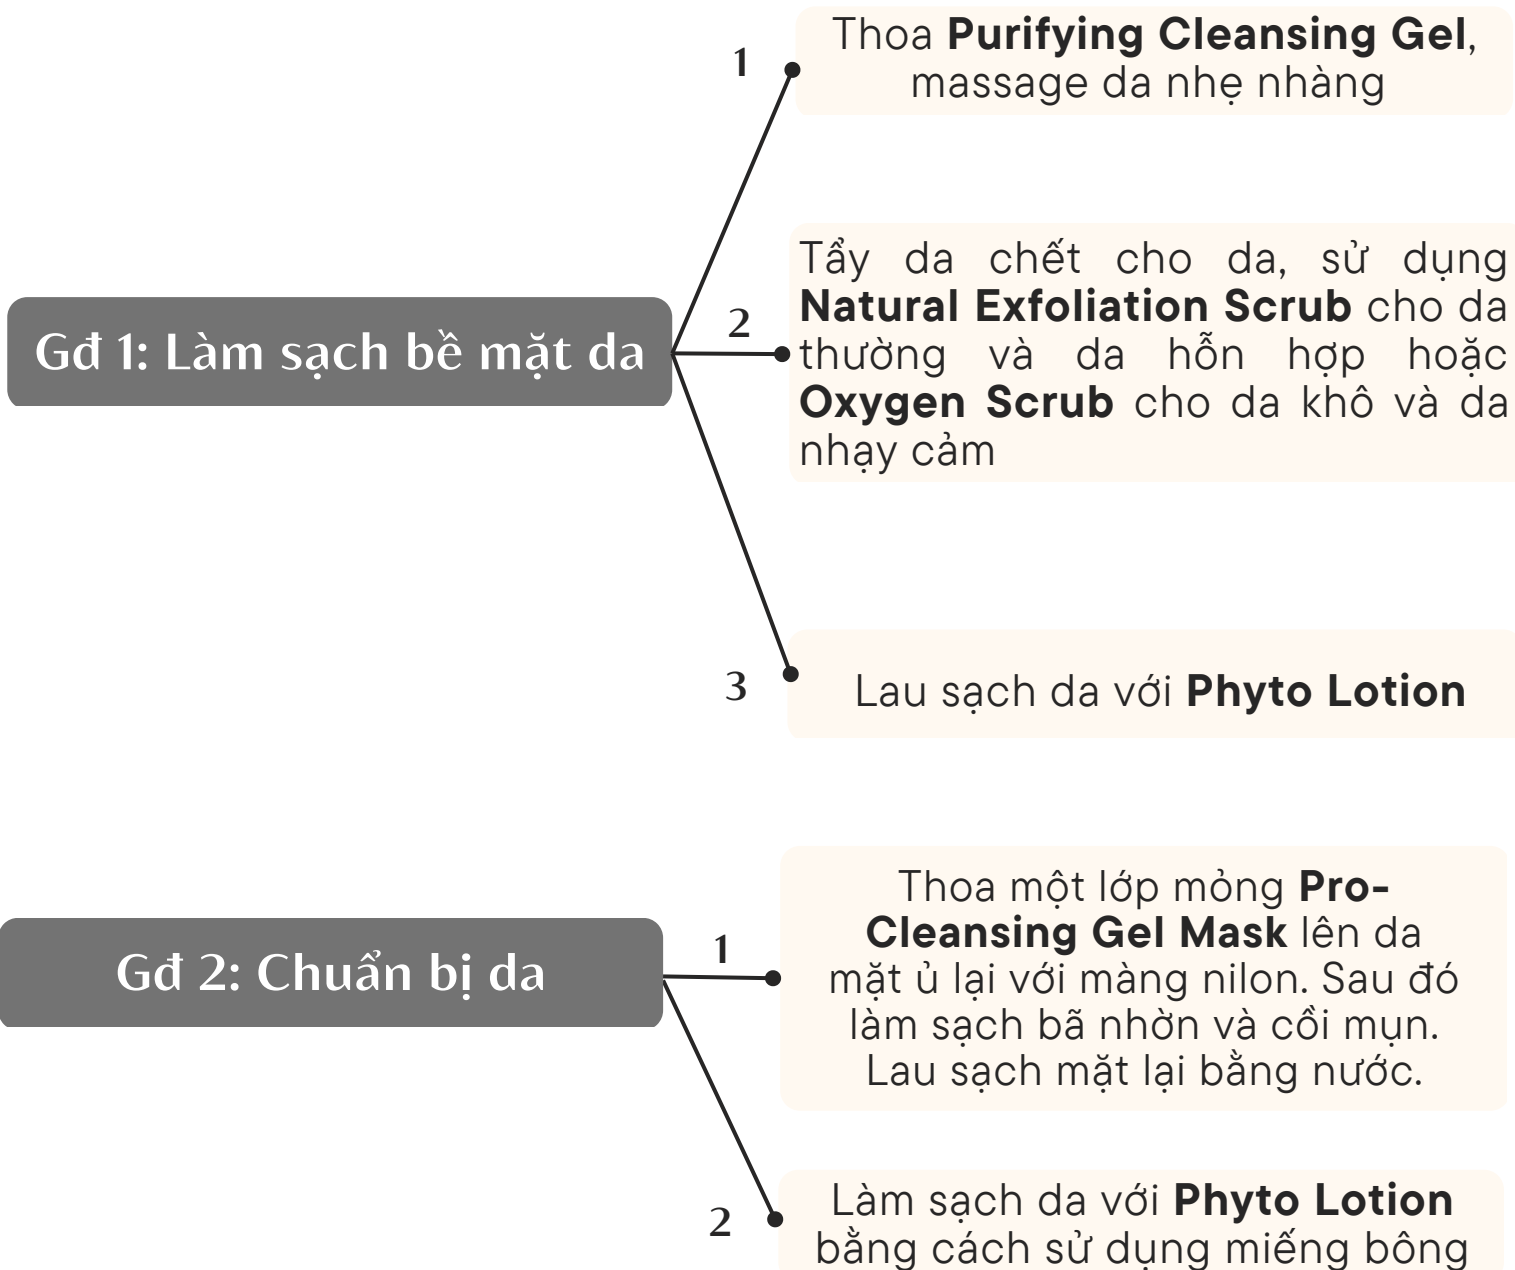 1
Thoa Purifying Cleansing Gel,
massage da nhẹ nhàng
Gđ 1: Làm sạch bề mặt da
2
Tẩy da chết cho da, sử dụng
Natural Exfoliation Scrub cho da
thường và da hỗn hợp hoặc
Oxygen Scrub cho da khô và da
nhạy cảm
3
Lau sạch da với Phyto Lotion
Gđ 2: Chuẩn bị da
1
Thoa một lớp mỏng Pro-
Cleansing Gel Mask lên da
mặt ủ lại với màng nilon. Sau đó
làm sạch bã nhờn và cồi mụn.
Lau sạch mặt lại bằng nước.
2
Làm sạch da với Phyto Lotion
bằng cách sử dụng miếng bông